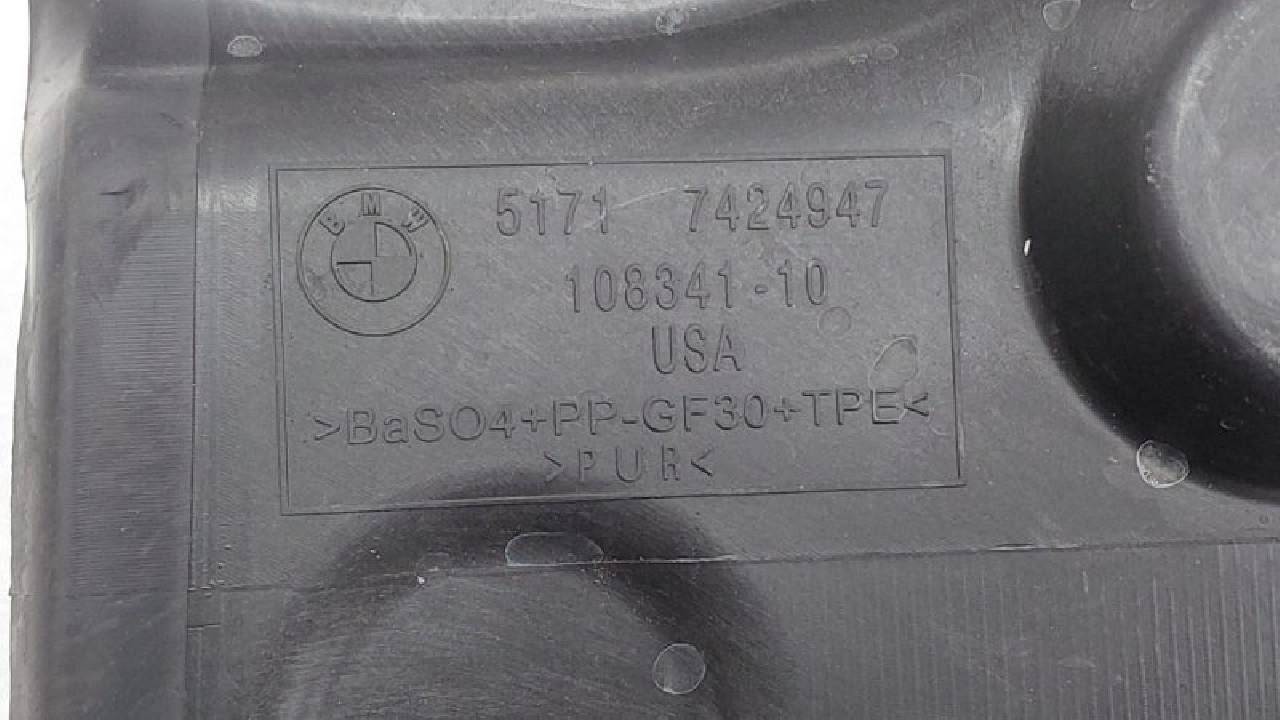 BMW
5171 7424947
108341-10
USA
>BaSO4+PP-GF30+TPE<
>PUR<